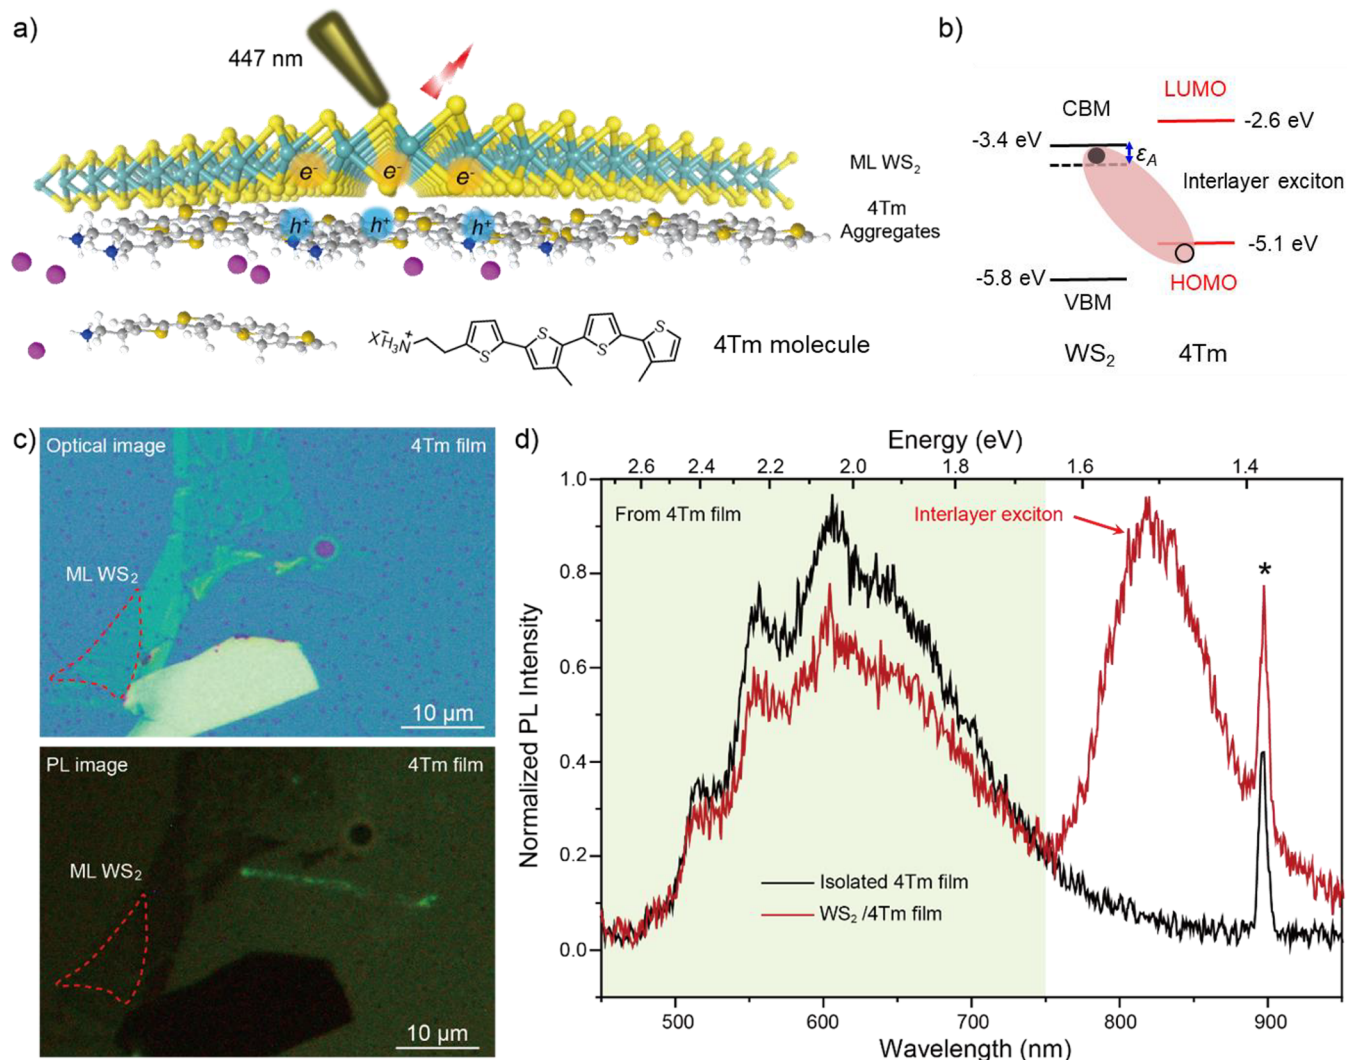 a)
447 nm
e-
e-
e-
h+
h+
h+
ML WS2
4Tm
Aggregates
X-H3N+
S
S
S
S
4Tm molecule
b)
LUMO
CBM
-2.6 eV
-3.4 eV
εA
Interlayer exciton
-5.1 eV
-5.8 eV
HOMO
VBM
WS2
4Tm
c)
Optical image
4Tm film
ML WS2
10 µm
PL image
4Tm film
ML WS2
10 µm
d)
Energy (eV)
2.6
2.4
2.2
2.0
1.8
1.6
1.4
1.0
0.8
0.6
0.4
0.2
0.0
Normalized PL Intensity
From 4Tm film
Interlayer exciton
*
Isolated 4Tm film
WS2 /4Tm film
500
600
700
800
900
Wavelength (nm)